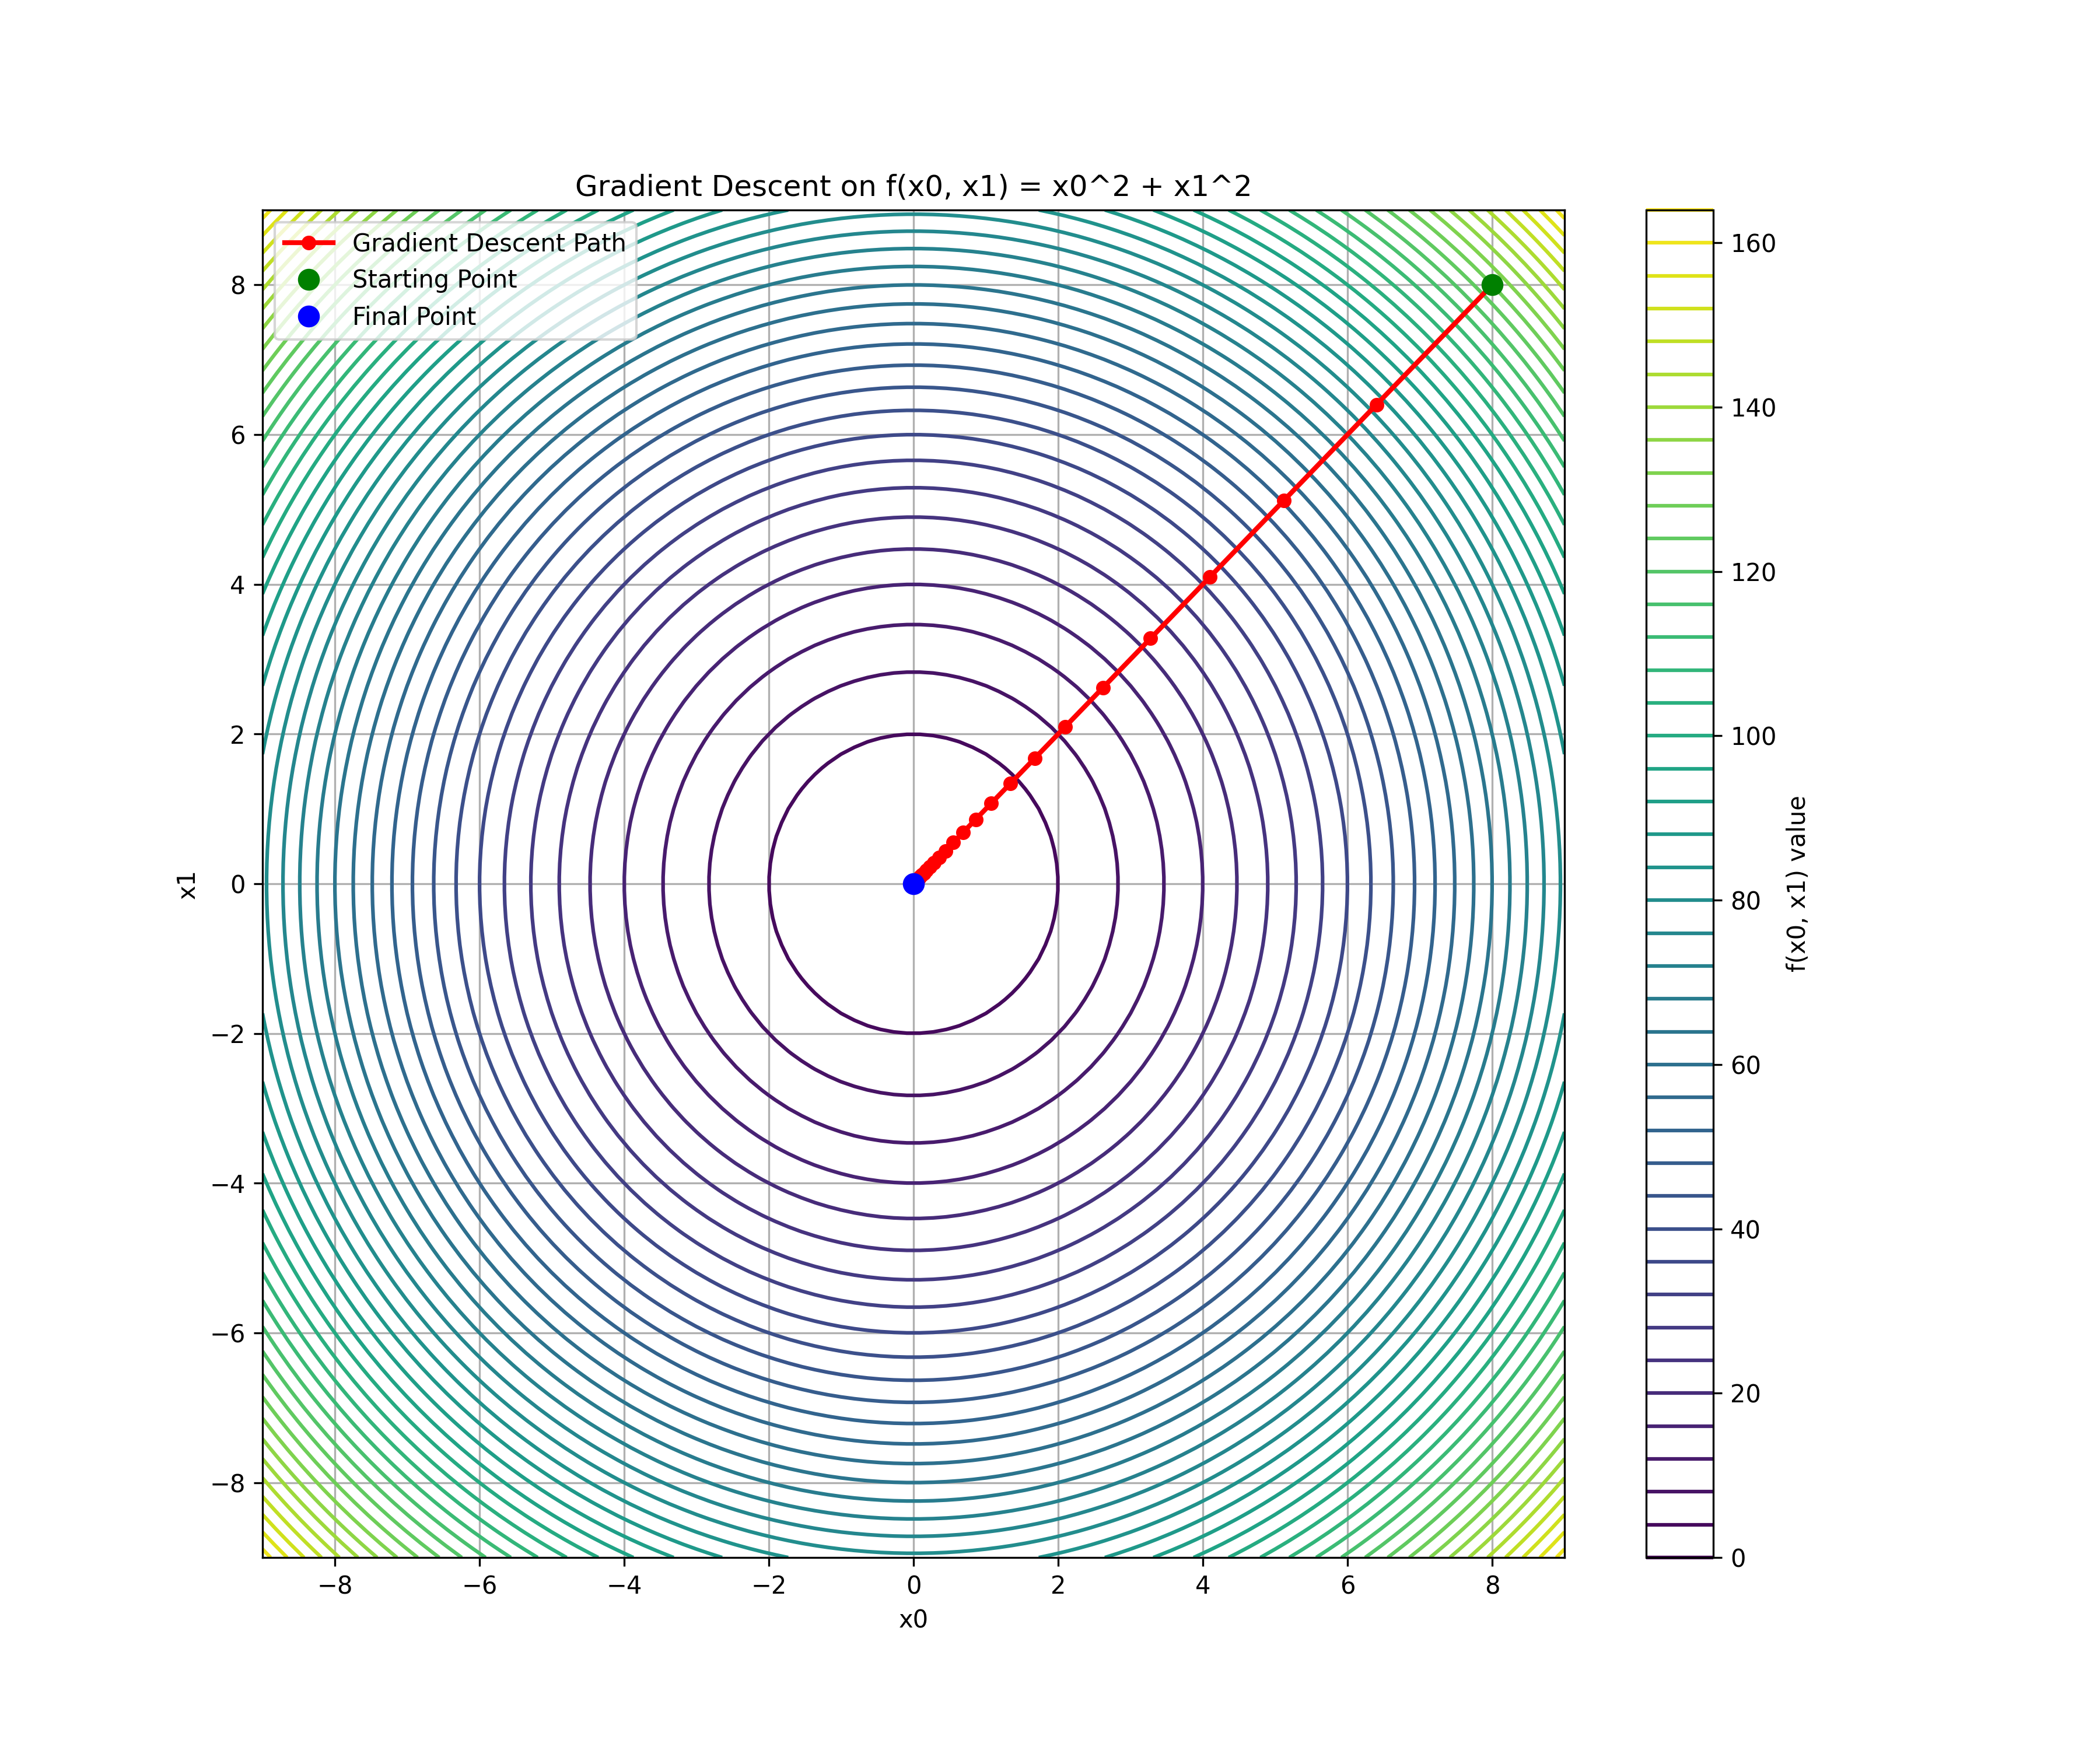 Gradient Descent on f(x0, x1) = x0^2 + x1^2
Gradient Descent Path
Starting Point
Final Point
8
6
4
2
0
−2
−4
−6
−8
x1
−8 −6 −4 −2 0 2 4 6 8
x0
160
140
120
100
80
60
40
20
0
f(x0, x1) value